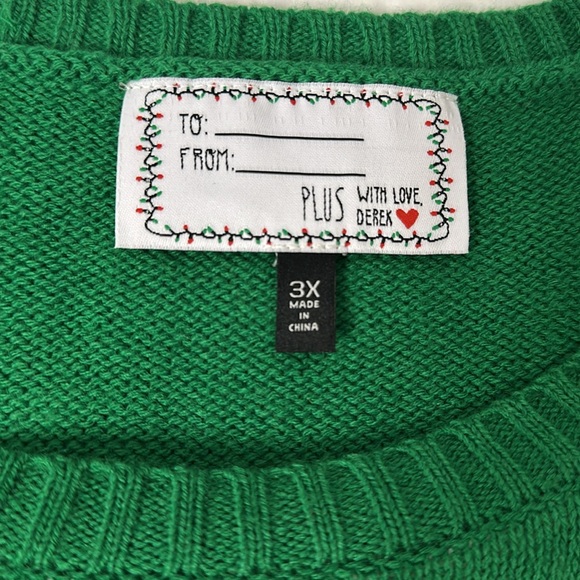 TO:
FROM:
PLUS WITH LOVE,
DEREK
3X
MADE
IN
CHINA